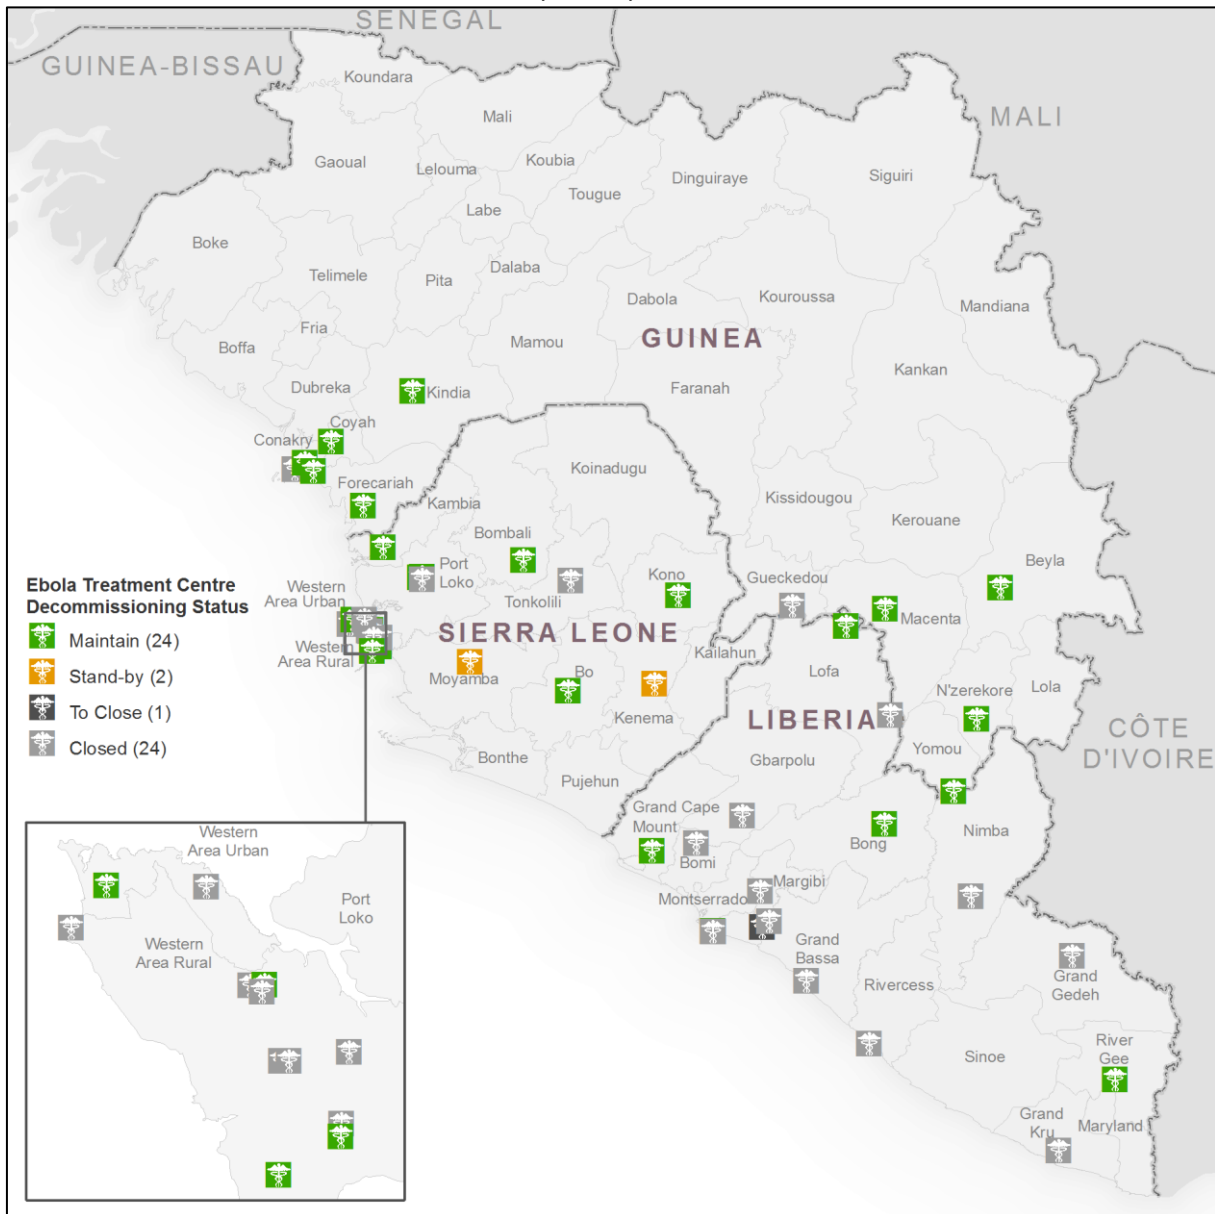 SENEGAL
GUINEA-BISSAU
Koundara
MALI
Mali
Gaoual
Lelouma
Koubia
Tougue
Dinguiraye
Siguiri
Labe
Boke
Telimele
Pita
Dalaba
Dabola
Kouroussa
Mandiana
Fria
Boffa
Mamou
GUINEA
Kankan
Dubreka
Kindia
Faranah
Coyah
Conakry
Koinadugu
Forecariah
Kambia
Kissidougou
Kerouane
Bombali
Beyla
Port
Loko
Kono
Gueckedou
Western
Area Urban
Tonkolili
Macenta
SIERRA LEONE
Western
Area Rural
Kailahun
Moyamba
Bo
Lofa
N'zerekore
Lola
Kenema
LIBERIA
CÔTE
D'IVOIRE
Yomou
Bonthe
Gbarpolu
Pujehun
Grand Cape
Mount
Nimba
Bong
Bomi
Margibi
Montserrado
Grand
Bassa
Rivercess
Grand
Gedeh
Sinoe
River
Gee
Grand
Kru
Maryland
Ebola Treatment Centre
Decommissioning Status
Maintain (24)
Stand-by (2)
To Close (1)
Closed (24)
Western
Area Urban
Port
Loko
Western
Area Rural